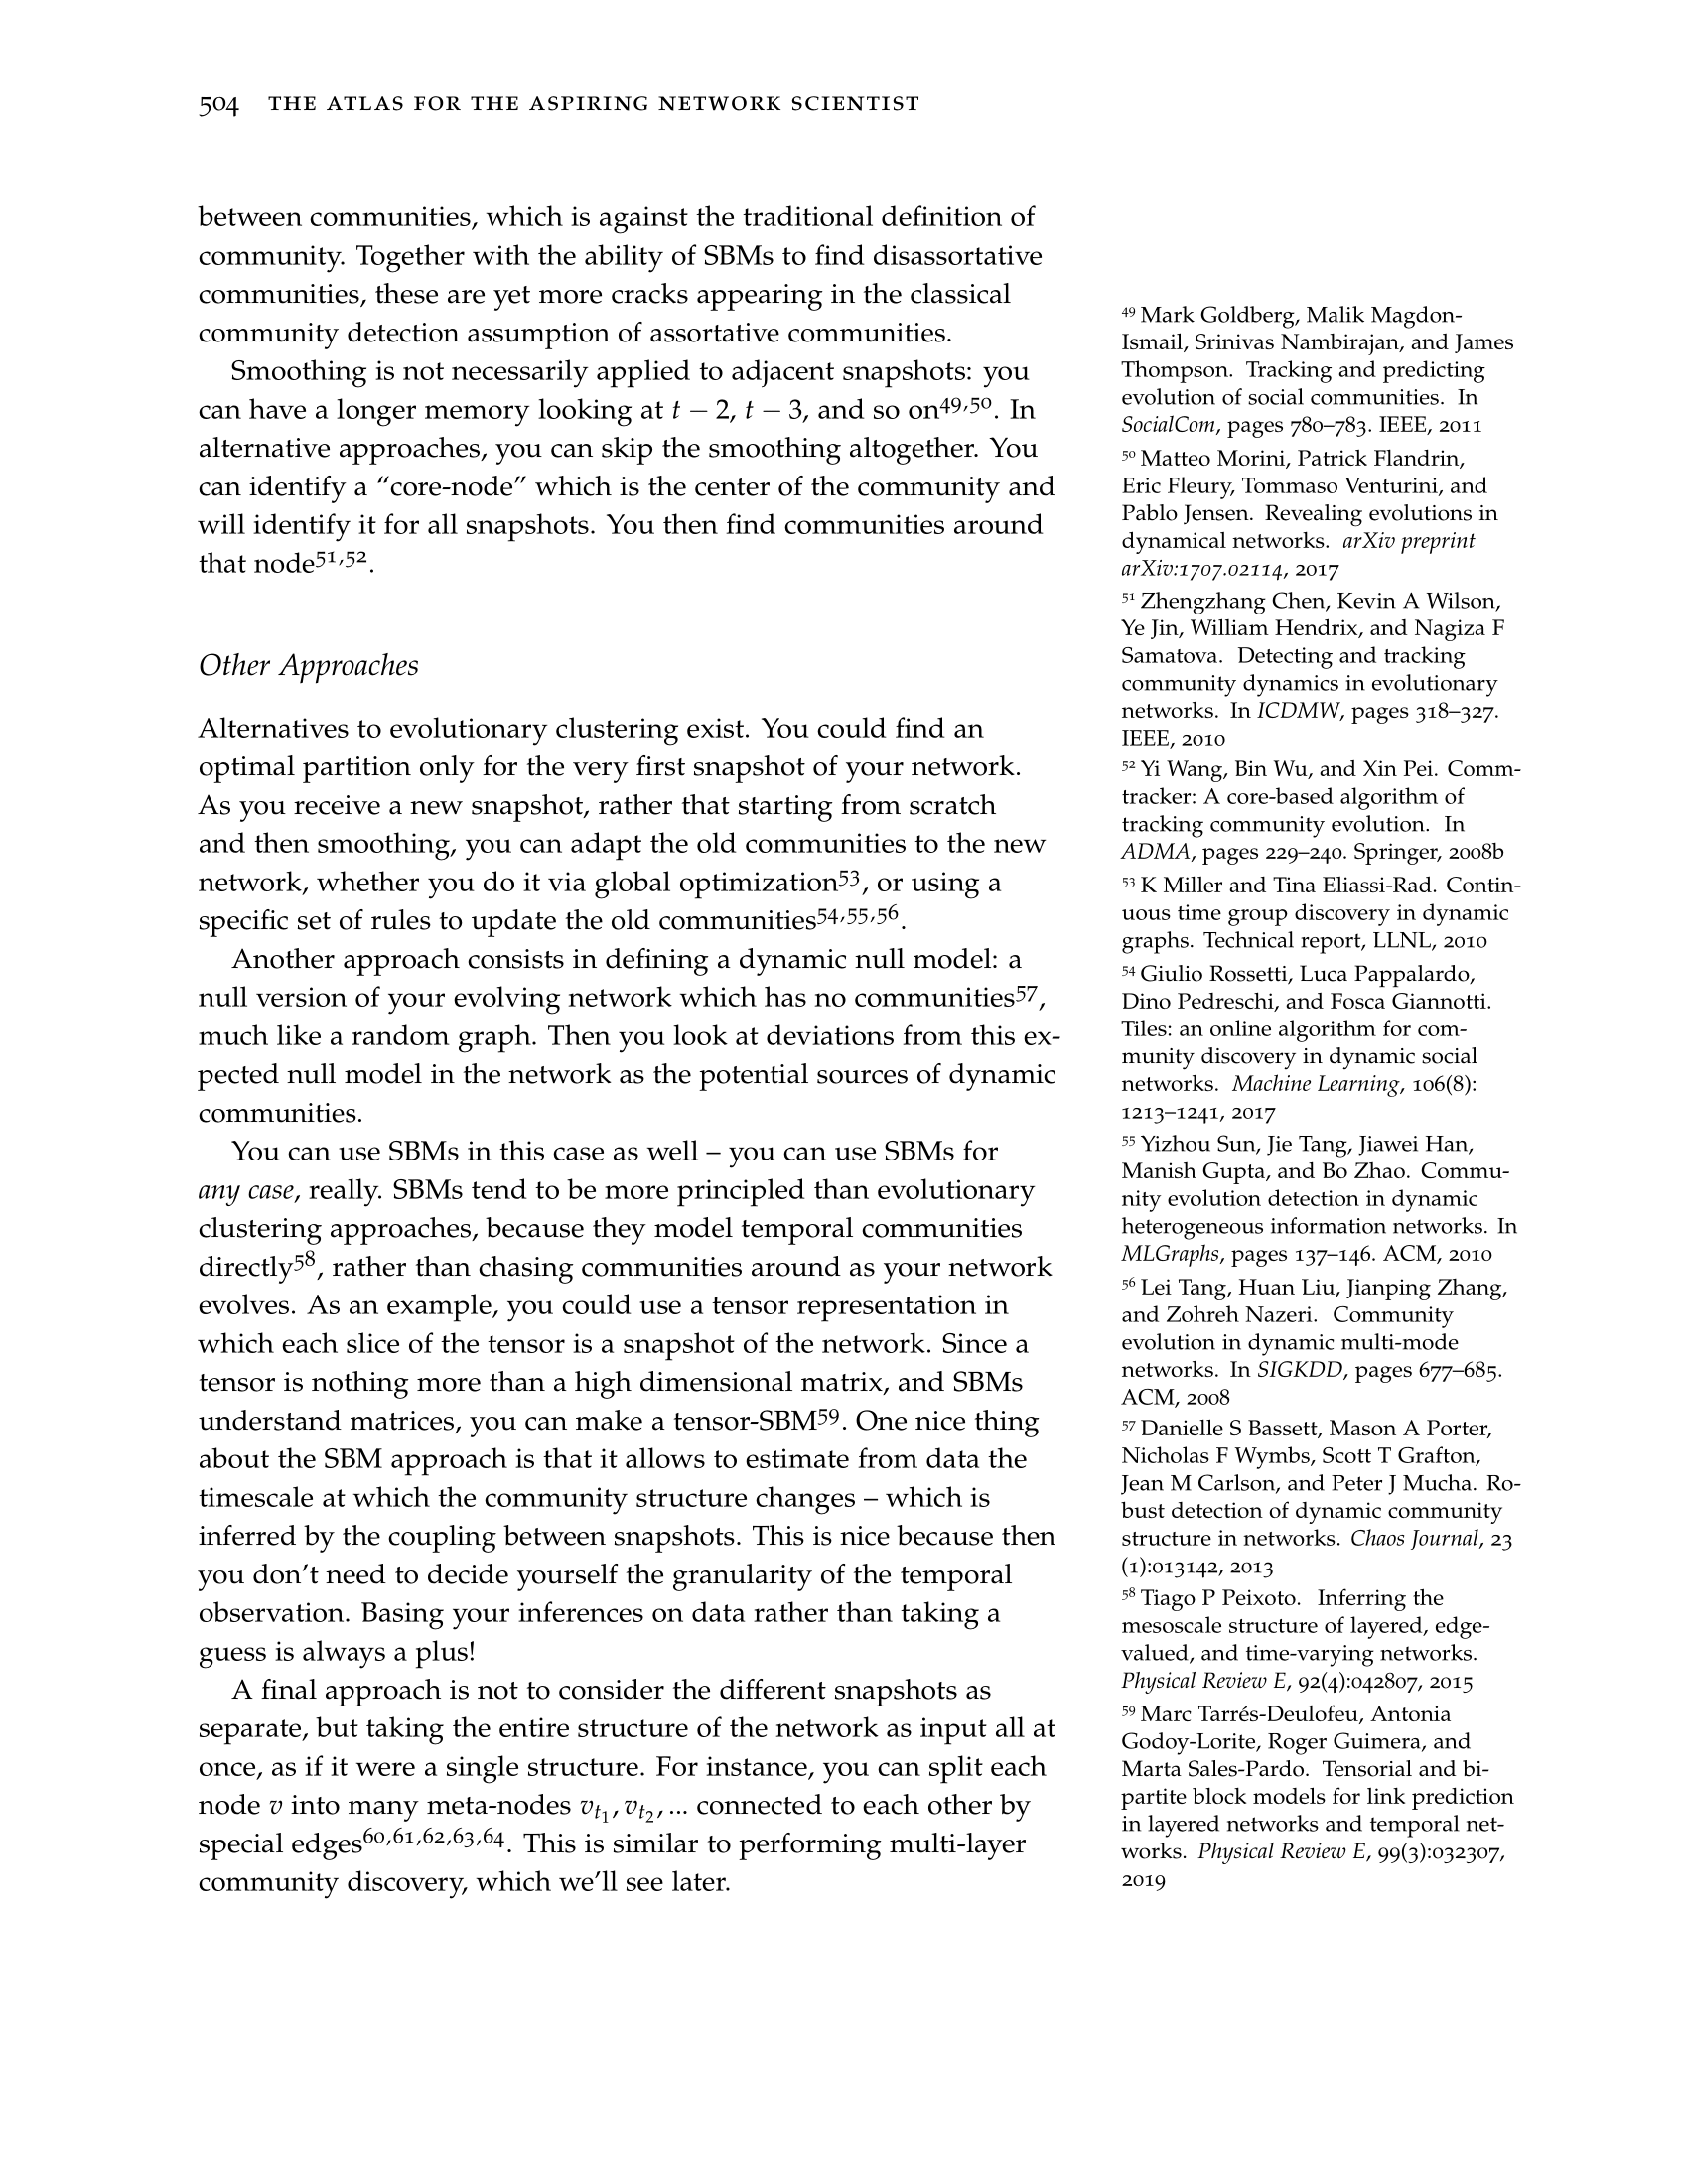 504 THE ATLAS FOR THE ASPIRING NETWORK SCIENTIST
between communities, which is against the traditional definition of
community. Together with the ability of SBMs to find disassortative
communities, these are yet more cracks appearing in the classical
community detection assumption of assortative communities.
Smoothing is not necessarily applied to adjacent snapshots: you
can have a longer memory looking at t − 2, t − 3, and so on49,50. In
alternative approaches, you can skip the smoothing altogether. You
can identify a “core-node” which is the center of the community and
will identify it for all snapshots. You then find communities around
that node51,52.
Other Approaches
Alternatives to evolutionary clustering exist. You could find an
optimal partition only for the very first snapshot of your network.
As you receive a new snapshot, rather that starting from scratch
and then smoothing, you can adapt the old communities to the new
network, whether you do it via global optimization53, or using a
specific set of rules to update the old communities54,55,56.
Another approach consists in defining a dynamic null model: a
null version of your evolving network which has no communities57,
much like a random graph. Then you look at deviations from this ex-
pected null model in the network as the potential sources of dynamic
communities.
You can use SBMs in this case as well – you can use SBMs for
any case, really. SBMs tend to be more principled than evolutionary
clustering approaches, because they model temporal communities
directly58, rather than chasing communities around as your network
evolves. As an example, you could use a tensor representation in
which each slice of the tensor is a snapshot of the network. Since a
tensor is nothing more than a high dimensional matrix, and SBMs
understand matrices, you can make a tensor-SBM59. One nice thing
about the SBM approach is that it allows to estimate from data the
timescale at which the community structure changes – which is
inferred by the coupling between snapshots. This is nice because then
you don’t need to decide yourself the granularity of the temporal
observation. Basing your inferences on data rather than taking a
guess is always a plus!
A final approach is not to consider the different snapshots as
separate, but taking the entire structure of the network as input all at
once, as if it were a single structure. For instance, you can split each
node v into many meta-nodes vt1, vt2, ... connected to each other by
special edges60,61,62,63,64. This is similar to performing multi-layer
community discovery, which we’ll see later.
49 Mark Goldberg, Malik Magdon-
Ismail, Srinivas Nambirajan, and James
Thompson. Tracking and predicting
evolution of social communities. In
SocialCom, pages 780–783. IEEE, 2011
50 Matteo Morini, Patrick Flandrin,
Eric Fleury, Tommaso Venturini, and
Pablo Jensen. Revealing evolutions in
dynamical networks. arXiv preprint
arXiv:1707.02114, 2017
51 Zhengzhang Chen, Kevin A Wilson,
Ye Jin, William Hendrix, and Nagiza F
Samatova. Detecting and tracking
community dynamics in evolutionary
networks. In ICDMW, pages 318–327.
IEEE, 2010
52 Yi Wang, Bin Wu, and Xin Pei. Comm-
tracker: A core-based algorithm of
tracking community evolution. In
ADMA, pages 229–240. Springer, 2008b
53 K Miller and Tina Eliassi-Rad. Contin-
uous time group discovery in dynamic
graphs. Technical report, LLNL, 2010
54 Giulio Rossetti, Luca Pappalardo,
Dino Pedreschi, and Fosca Giannotti.
Tiles: an online algorithm for com-
munity discovery in dynamic social
networks. Machine Learning, 106(8):
1213–1241, 2017
55 Yizhou Sun, Jie Tang, Jiawei Han,
Manish Gupta, and Bo Zhao. Commu-
nity evolution detection in dynamic
heterogeneous information networks. In
MLGraphs, pages 137–146. ACM, 2010
56 Lei Tang, Huan Liu, Jianping Zhang,
and Zohreh Nazeri. Community
evolution in dynamic multi-mode
networks. In SIGKDD, pages 677–685.
ACM, 2008
57 Danielle S Bassett, Mason A Porter,
Nicholas F Wymbs, Scott T Grafton,
Jean M Carlson, and Peter J Mucha. Ro-
bust detection of dynamic community
structure in networks. Chaos Journal, 23
(1):013142, 2013
58 Tiago P Peixoto. Inferring the
mesoscale structure of layered, edge-
valued, and time-varying networks.
Physical Review E, 92(4):042807, 2015
59 Marc Tarrés-Deulofeu, Antonia
Godoy-Lorite, Roger Guimera, and
Marta Sales-Pardo. Tensorial and bi-
partite block models for link prediction
in layered networks and temporal net-
works. Physical Review E, 99(3):032307,
2019